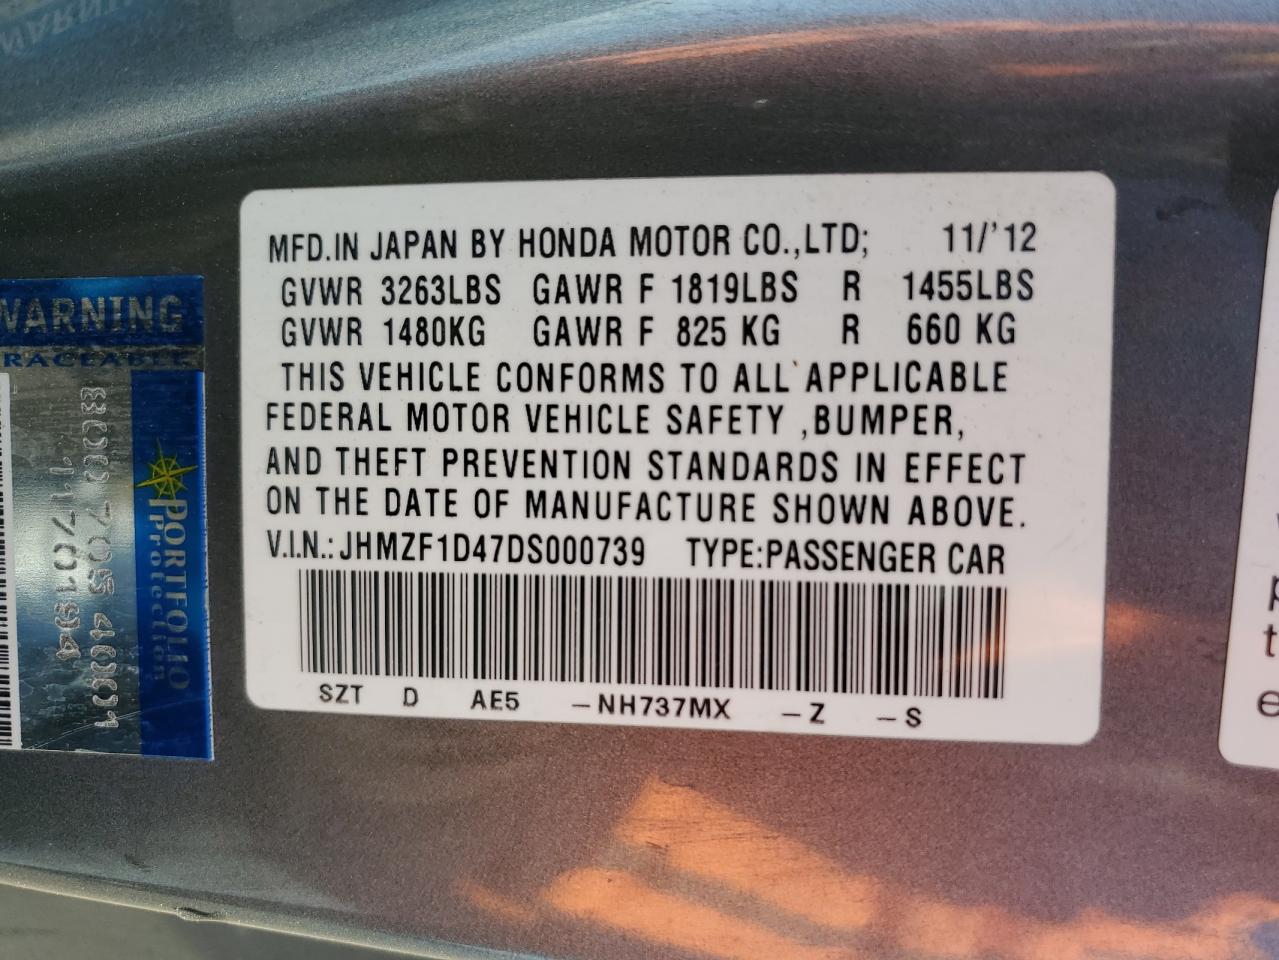 WARNING
TRACEABLE
PORTFOLIO
Protection
MFD.IN JAPAN BY HONDA MOTOR CO.,LTD; 11/'12
GVWR 3263LBS GAWR F 1819LBS R 1455LBS
GVWR 1480KG GAWR F 825 KG R 660 KG
THIS VEHICLE CONFORMS TO ALL APPLICABLE
FEDERAL MOTOR VEHICLE SAFETY ,BUMPER,
AND THEFT PREVENTION STANDARDS IN EFFECT
ON THE DATE OF MANUFACTURE SHOWN ABOVE.
V.I.N.:JHMZF1D47DS000739 TYPE:PASSENGER CAR
SZT D AE5 -NH737MX -Z -S